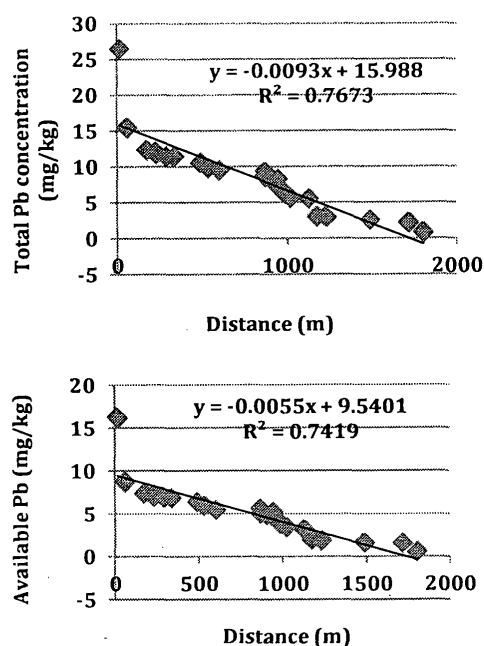 30
25
20
15
10
5
0
-5
Total Pb concentration
(mg/kg)
y = -0.0093x + 15.988
R² = 0.7673
0
1000
2000
Distance (m)
20
15
10
5
0
-5
Available Pb (mg/kg)
y = -0.0055x + 9.5401
R² = 0.7419
0
500
1000
1500
2000
Distance (m)